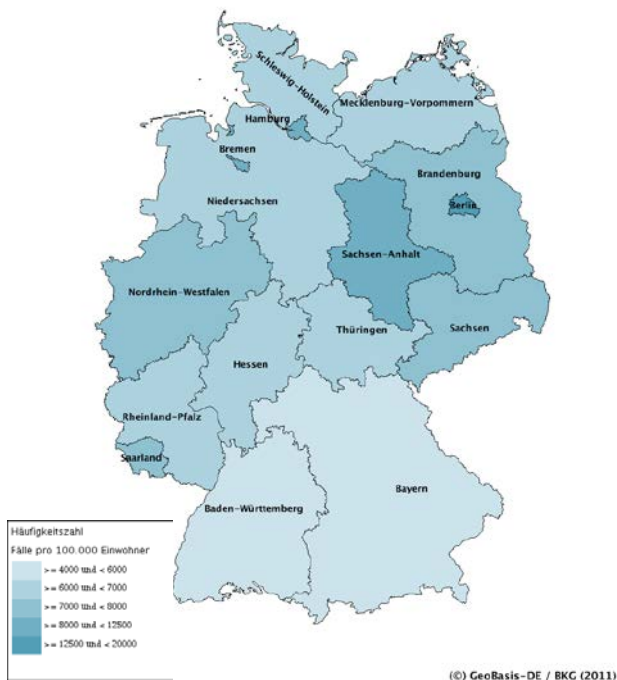 Schleswig-Holstein
Mecklenburg-Vorpommern
Hamburg
Bremen
Brandenburg
Berlin
Niedersachsen
Sachsen-Anhalt
Nordrhein-Westfalen
Thüringen
Sachsen
Hessen
Rheinland-Pfalz
Saarland
Bayern
Baden-Württemberg
Häufigkeitszahl
Fälle pro 100.000 Einwohner
>= 4000 und < 6000
>= 6000 und < 7000
>= 7000 und < 8000
>= 8000 und < 12500
>= 12500 und < 20000
(©) GeoBasis-DE / BKG (2011)